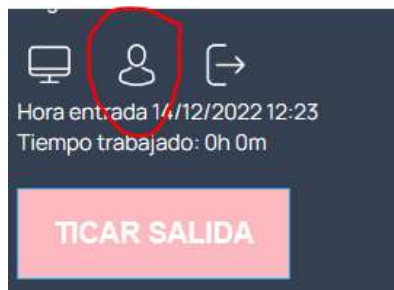 Hora entrada 14/12/2022 12:23
Tiempo trabajado: 0h 0m
TICAR SALIDA